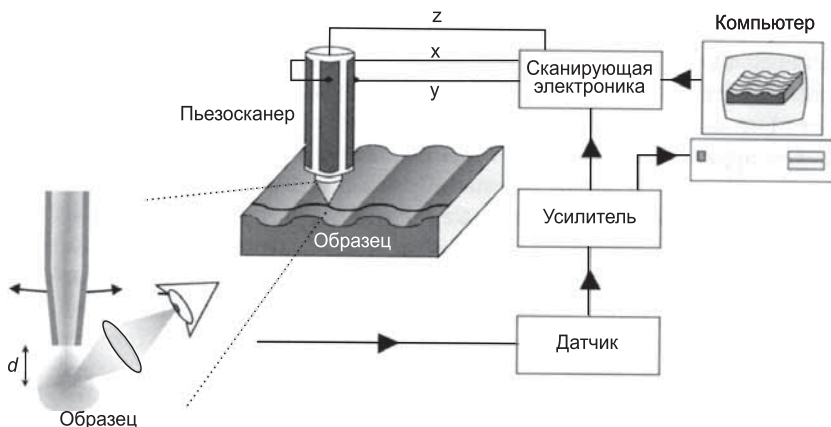 Компьютер
z
x
y
Сканирующая
электроника
Пьезосканер
Образец
Усилитель
Датчик
d
Образец